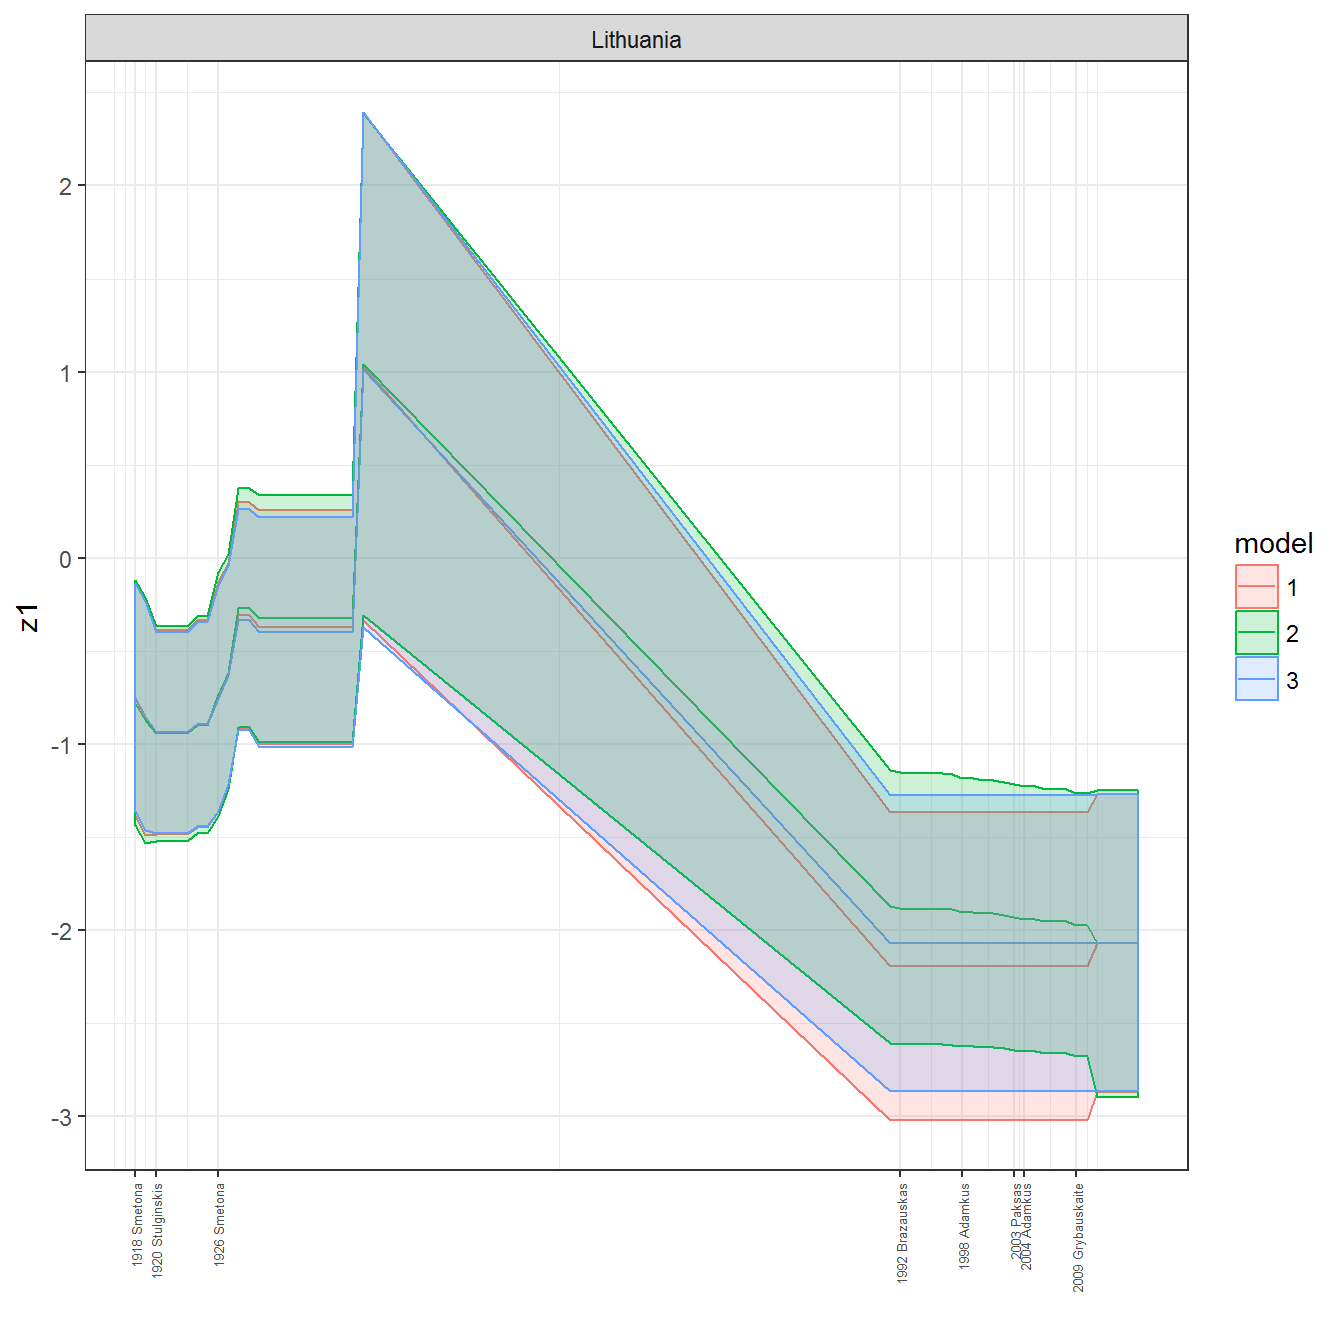 Lithuania
2
1
0
-1
-2
-3
z1
1918 Smetona
1920 Stulginskis
1926 Smetona
1992 Brazauskas
1998 Adamkus
2003 Paksas
2004 Adamkus
2009 Grybauskaite
model
1
2
3